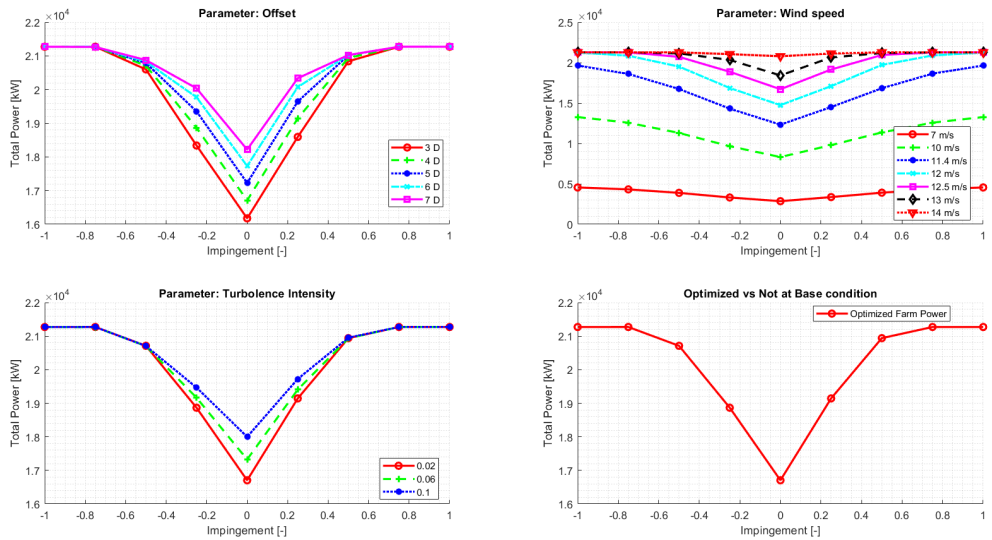 Parameter: Offset
×10⁴
2.2
2.1
2
1.9
1.8
1.7
1.6
Total Power [kW]
-1 -0.8 -0.6 -0.4 -0.2 0 0.2 0.4 0.6 0.8 1
Impingement [-]
3 D
4 D
5 D
6 D
7 D
Parameter: Wind speed
×10⁴
2.5
2
1.5
1
0.5
0
Total Power [kW]
-1 -0.8 -0.6 -0.4 -0.2 0 0.2 0.4 0.6 0.8 1
Impingement [-]
7 m/s
10 m/s
11.4 m/s
12 m/s
12.5 m/s
13 m/s
14 m/s
Parameter: Turbolence Intensity
×10⁴
2.2
2.1
2
1.9
1.8
1.7
1.6
Total Power [kW]
-1 -0.8 -0.6 -0.4 -0.2 0 0.2 0.4 0.6 0.8 1
Impingement [-]
0.02
0.06
0.1
Optimized vs Not at Base condition
×10⁴
2.2
2.1
2
1.9
1.8
1.7
1.6
Total Power [kW]
-1 -0.8 -0.6 -0.4 -0.2 0 0.2 0.4 0.6 0.8 1
Impingement [-]
Optimized Farm Power